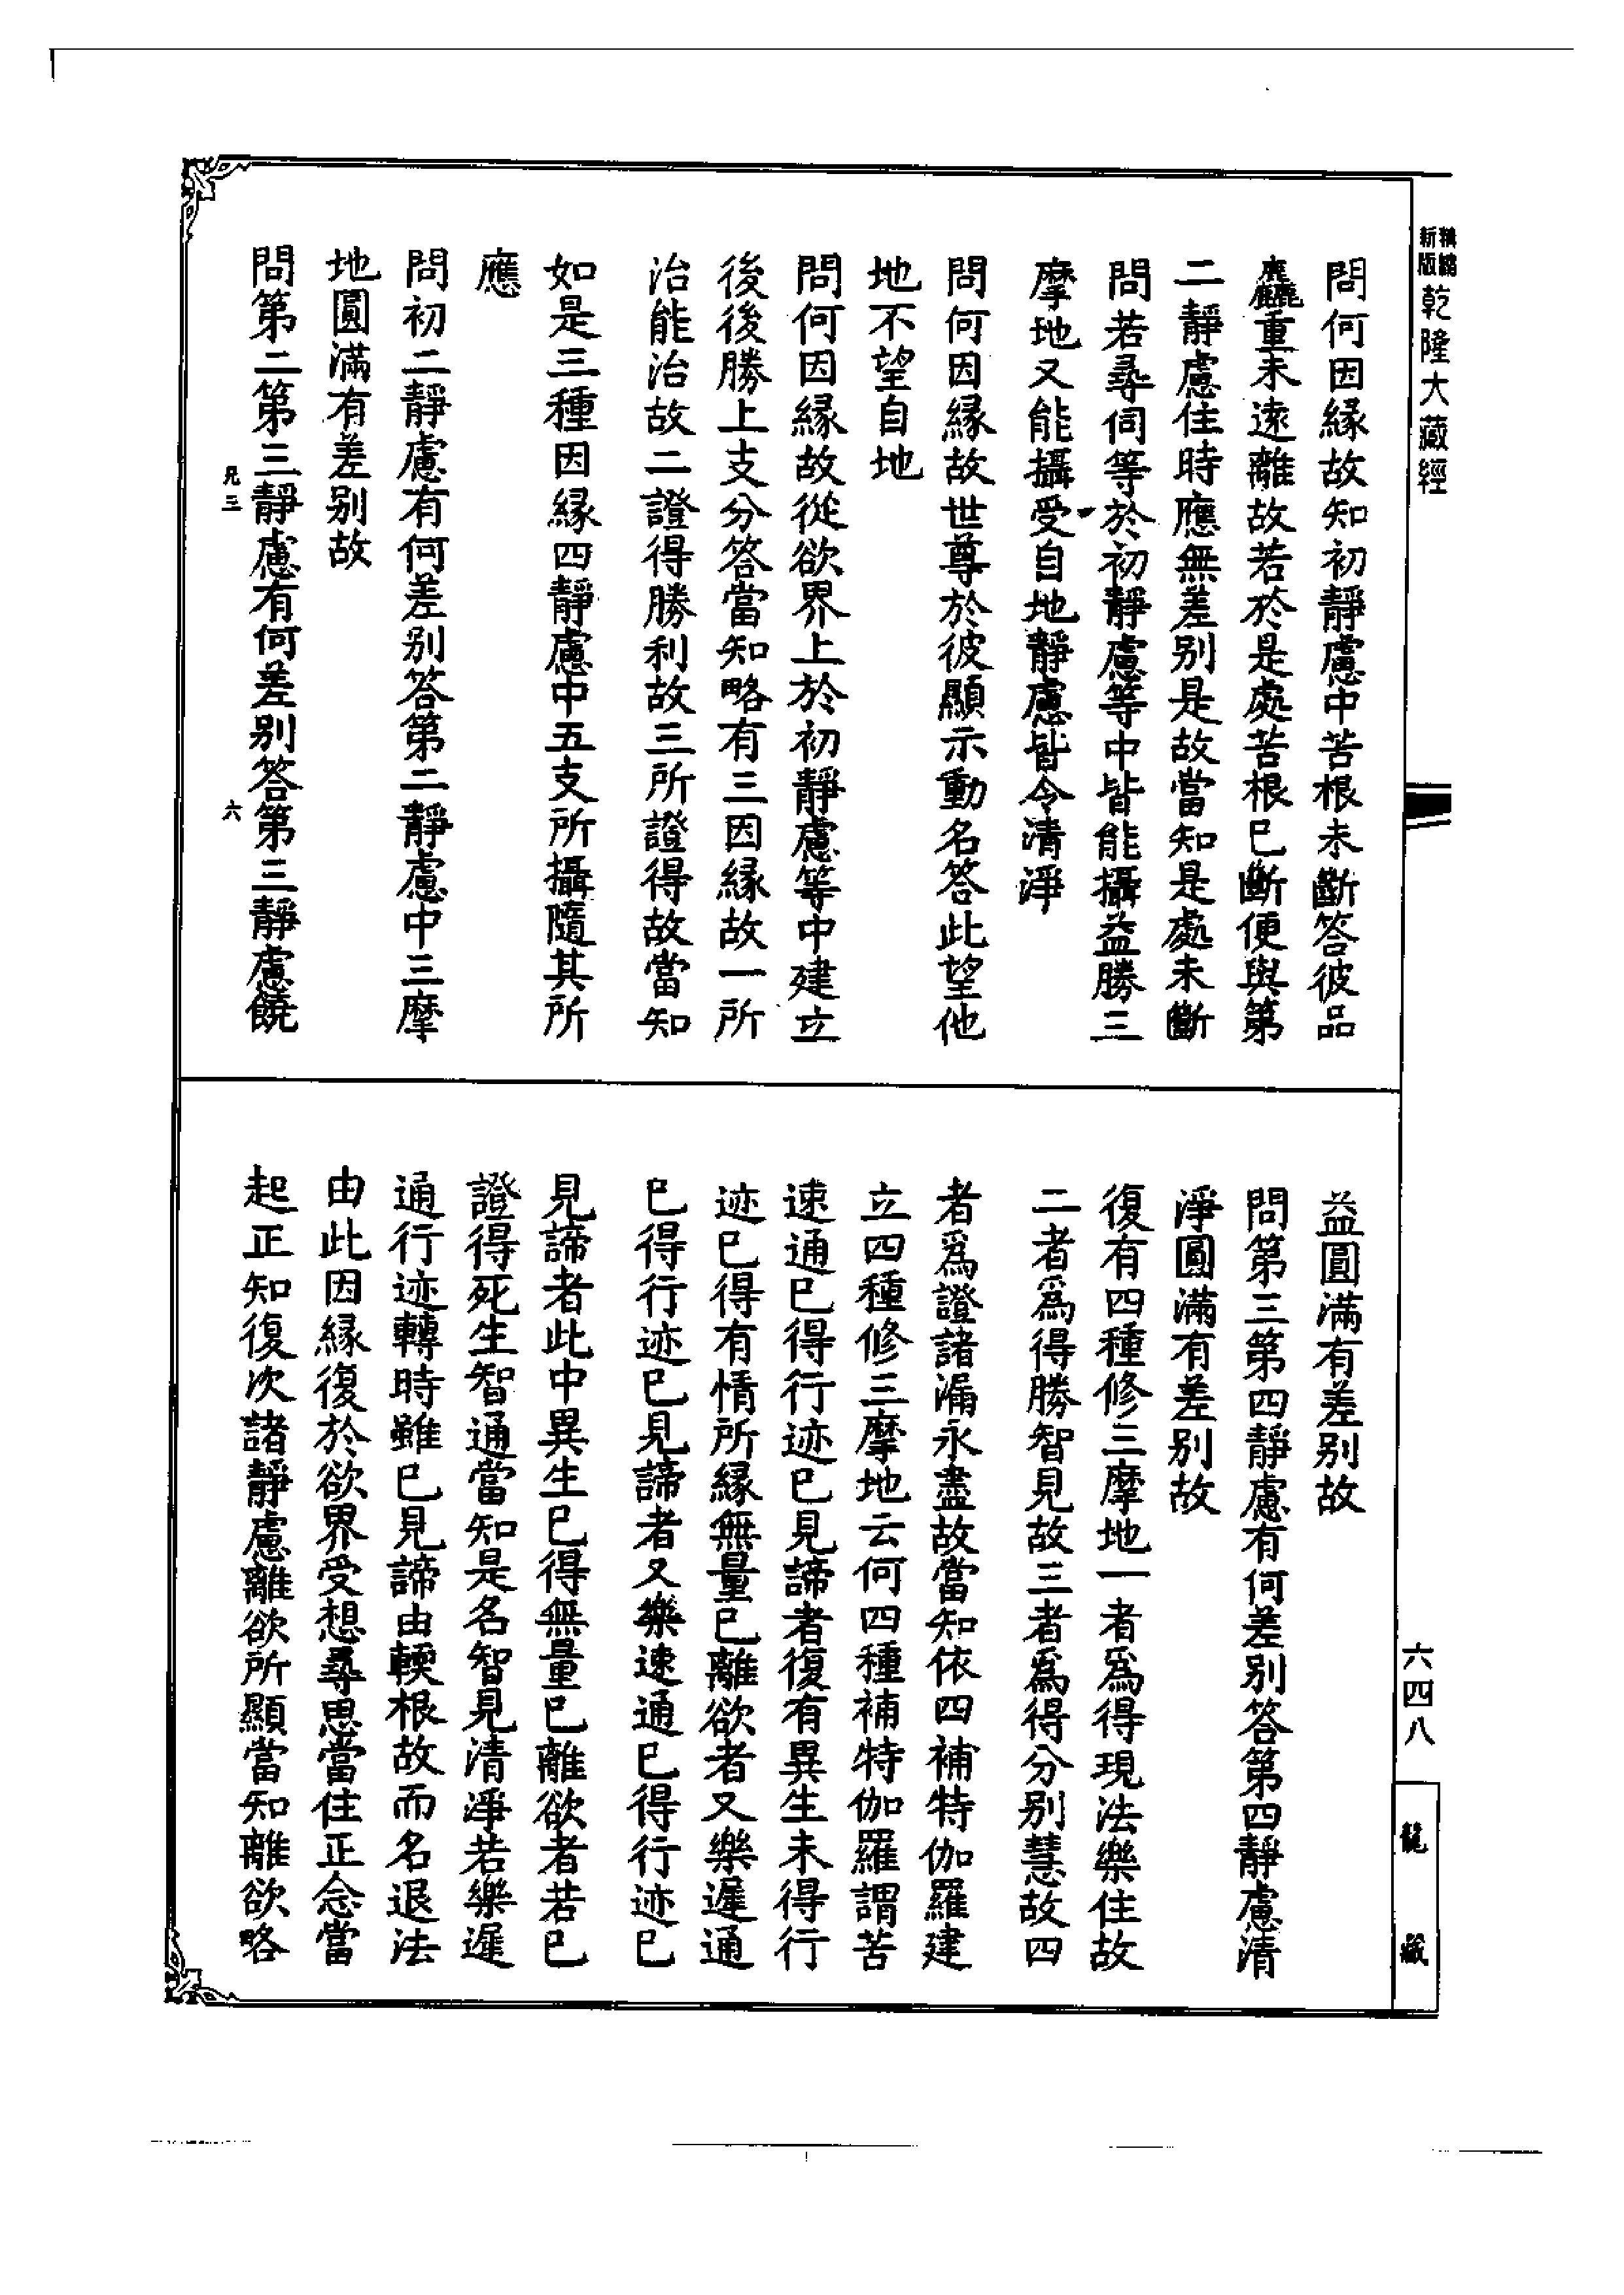 精縮
新版
乾隆大藏經
問何因緣故知初靜慮中苦根未斷答彼品
麤重未遠離故若於是處苦根已斷便與第
二靜慮住時應無差別是故當知是處未斷
問若尋伺等於初靜慮等中皆能攝益勝三
摩地又能攝受自地靜慮皆令清淨
問何因緣故世尊於彼顯示動名答此望他
地不望自地
問何因緣故從欲界上於初靜慮等中建立
後後勝上支分答當知略有三因緣故一所
治能治故二證得勝利故三所證得故當知
如是三種因緣四靜慮中五支所攝隨其所
應
問初二靜慮有何差別答第二靜慮中三摩
地圓滿有差別故
問第二第三靜慮有何差別答第三靜慮饒
兄三
六
益圓滿有差別故
問第三第四靜慮有何差別答第四靜慮清
淨圓滿有差別故
復有四種修三摩地一者爲得現法樂住故
二者爲得勝智見故三者爲得分別慧故四
者爲證諸漏永盡故當知依四補特伽羅建
立四種修三摩地云何四種補特伽羅謂苦
速通已得行迹已見諦者復有異生未得行
迹已得有情所緣無量已離欲者又樂遲通
已得行迹已見諦者又樂速通已得行迹已
見諦者此中異生已得無量已離欲者若已
證得死生智通當知是名智見清淨若樂遲
通行迹轉時雖已見諦由輭根故而名退法
由此因緣復於欲界受想尋思當住正念當
起正知復次諸靜慮離欲所顯當知離欲略
六四八
龍藏